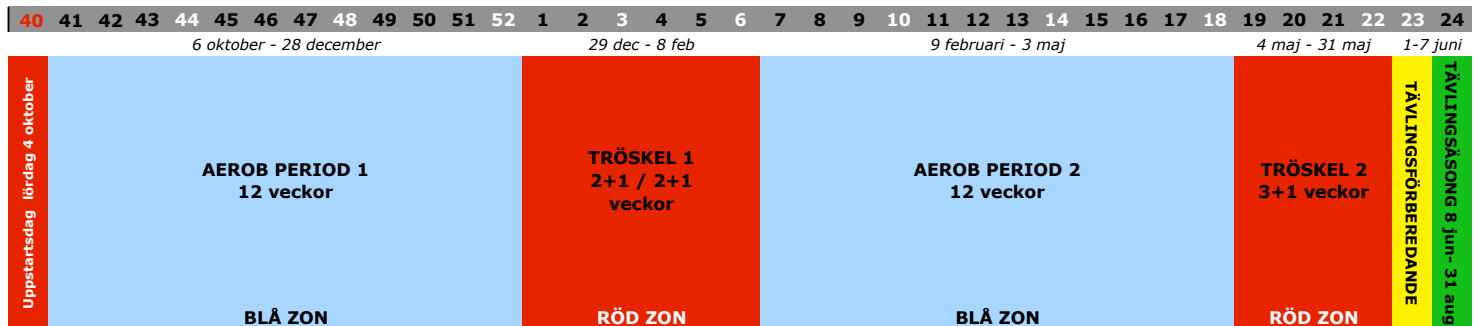 40 41 42 43 44 45 46 47 48 49 50 51 52 1 2 3 4 5 6 7 8 9 10 11 12 13 14 15 16 17 18 19 20 21 22 23 24
6 oktober - 28 december 29 dec - 8 feb 9 februari - 3 maj 4 maj - 31 maj 1-7 juni
Uppstartsdag lördag 4 oktober
AEROB PERIOD 1
12 veckor
BLÅ ZON
TRÖSKEL 1
2+1 / 2+1
veckor
RÖD ZON
AEROB PERIOD 2
12 veckor
BLÅ ZON
TRÖSKEL 2
3+1 veckor
RÖD ZON
TÄVLINGSFÖRBEREDANDE
TÄVLINGSÄSONG 8 jun- 31 aug